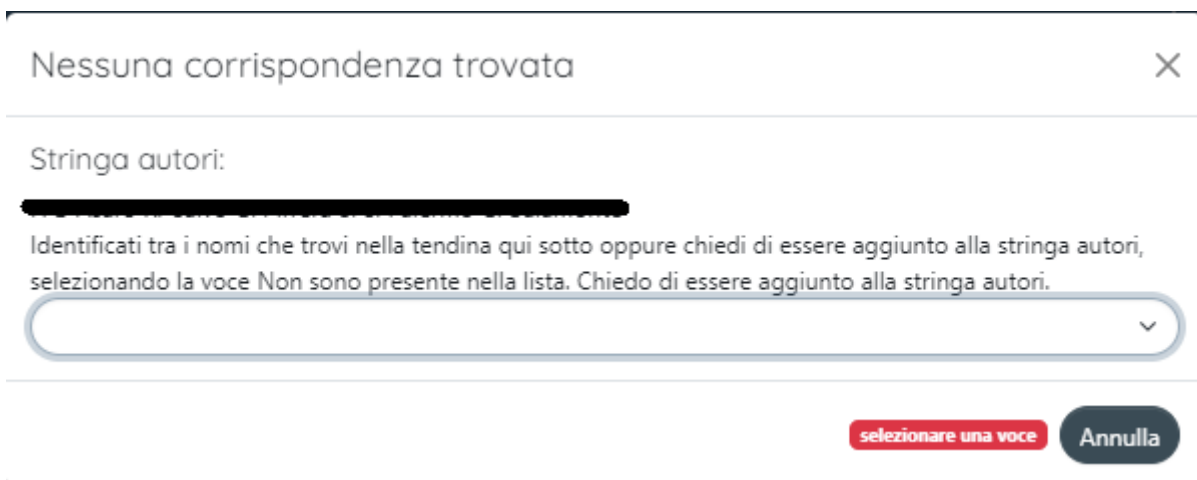 Nessuna corrispondenza trovata
Stringa autori:
Identificati tra i nomi che trovi nella tendina qui sotto oppure chiedi di essere aggiunto alla stringa autori,
selezionando la voce Non sono presente nella lista. Chiedo di essere aggiunto alla stringa autori.
selezionare una voce
Annulla